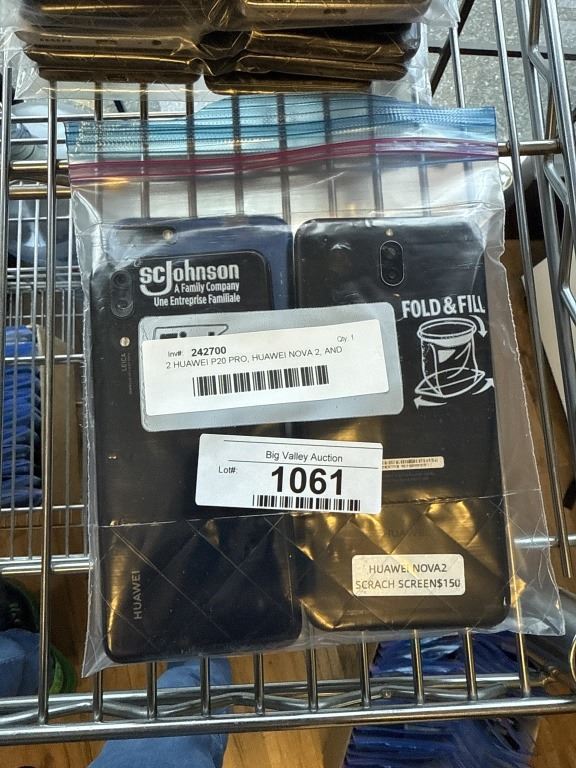 scJohnson
A Family Company
Une Entreprise Familiale
FOLD & FILL
LEICA
Inv#: 242700
Qty. 1
2 HUAWEI P20 PRO, HUAWEI NOVA 2, AND
Big Valley Auction
Lot#:
1061
HUAWEI
HUAWEI NOVA2
SCRACH SCREEN$150